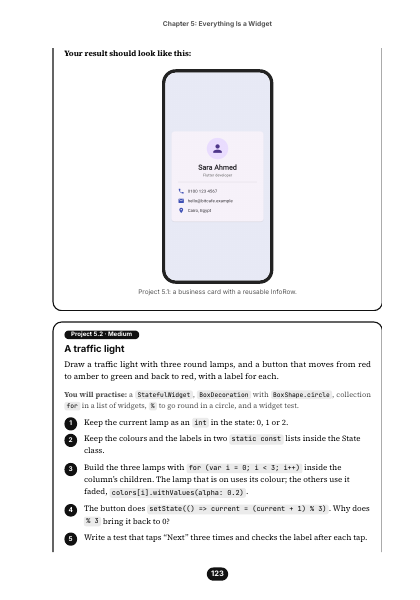 Chapter 5: Everything Is a Widget
Your result should look like this:
Sara Ahmed
Flutter developer
0100 123 4567
hello@bitcafe.example
Cairo, Egypt
Project 5.1: a business card with a reusable InfoRow.
Project 5.2 · Medium
A traffic light
Draw a traffic light with three round lamps, and a button that moves from red
to amber to green and back to red, with a label for each.
You will practise: a StatefulWidget, BoxDecoration with BoxShape.circle, collection
for in a list of widgets, % to go round in a circle, and a widget test.
1 Keep the current lamp as an int in the state: 0, 1 or 2.
2 Keep the colours and the labels in two static const lists inside the State
class.
3 Build the three lamps with for (var i = 0; i < 3; i++) inside the
column's children. The lamp that is on uses its colour; the others use it
faded, colors[i].withValues(alpha: 0.2).
4 The button does setState(() => current = (current + 1) % 3). Why does
% 3 bring it back to 0?
5 Write a test that taps “Next” three times and checks the label after each tap.
123